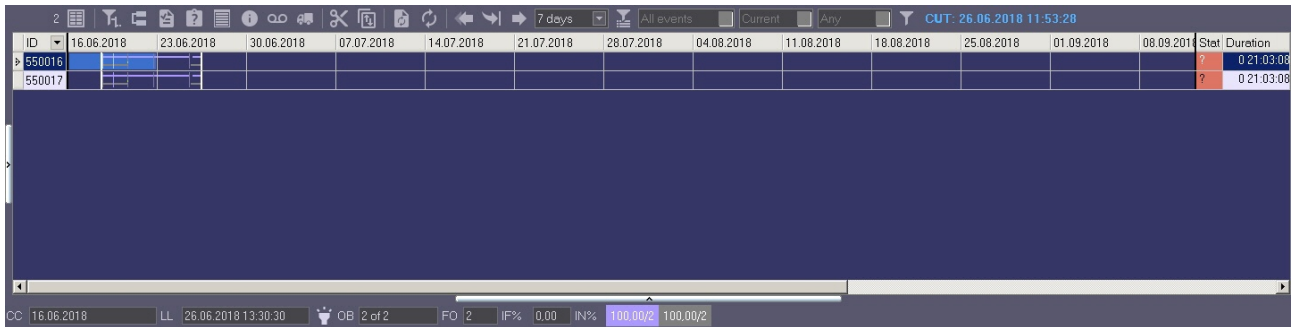 2 7 days All events Current Any CUT: 26.06.2018 11:53:28
ID 16.06.2018 23.06.2018 30.06.2018 07.07.2018 14.07.2018 21.07.2018 28.07.2018 04.08.2018 11.08.2018 18.08.2018 25.08.2018 01.09.2018 08.09.2018 Stat Duration
550016 ? 0 21:03:08
550017 ? 0 21:03:08
CC 16.06.2018 LL 26.06.2018 13:30:30 OB 2 of 2 FO 2 IF% 0,00 IN% 100,00/2 100,00/2